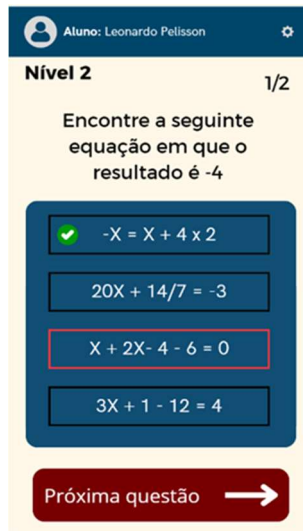 Aluno: Leonardo Pelisson
Nível 2
1/2
Encontre a seguinte
equação em que o
resultado é -4
-X = X + 4 x 2
20X + 14/7 = -3
X + 2X- 4 - 6 = 0
3X + 1 - 12 = 4
Próxima questão